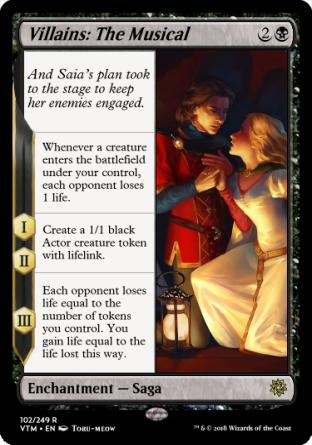 Villains: The Musical 2
And Saia's plan took
to the stage to keep
her enemies engaged.
Whenever a creature
enters the battlefield
under your control,
each opponent loses
1 life.
I
II
Create a 1/1 black
Actor creature token
with lifelink.
III
Each opponent loses
life equal to the
number of tokens
you control. You
gain life equal to the
life lost this way.
Enchantment — Saga
102/249 R
VTM • EN Toru-meow
™ & © 2018 Wizards of the Coast